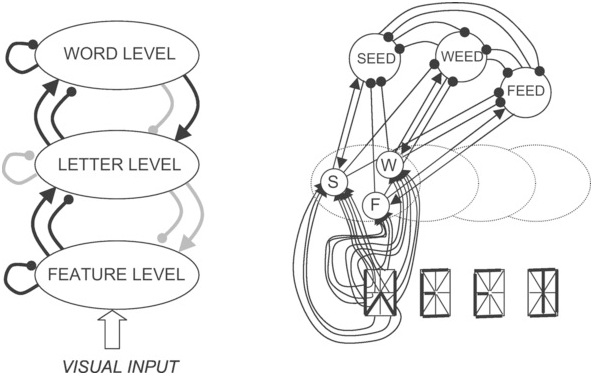 WORD LEVEL
LETTER LEVEL
FEATURE LEVEL
VISUAL INPUT
SEED
WEED
FEED
S
W
F